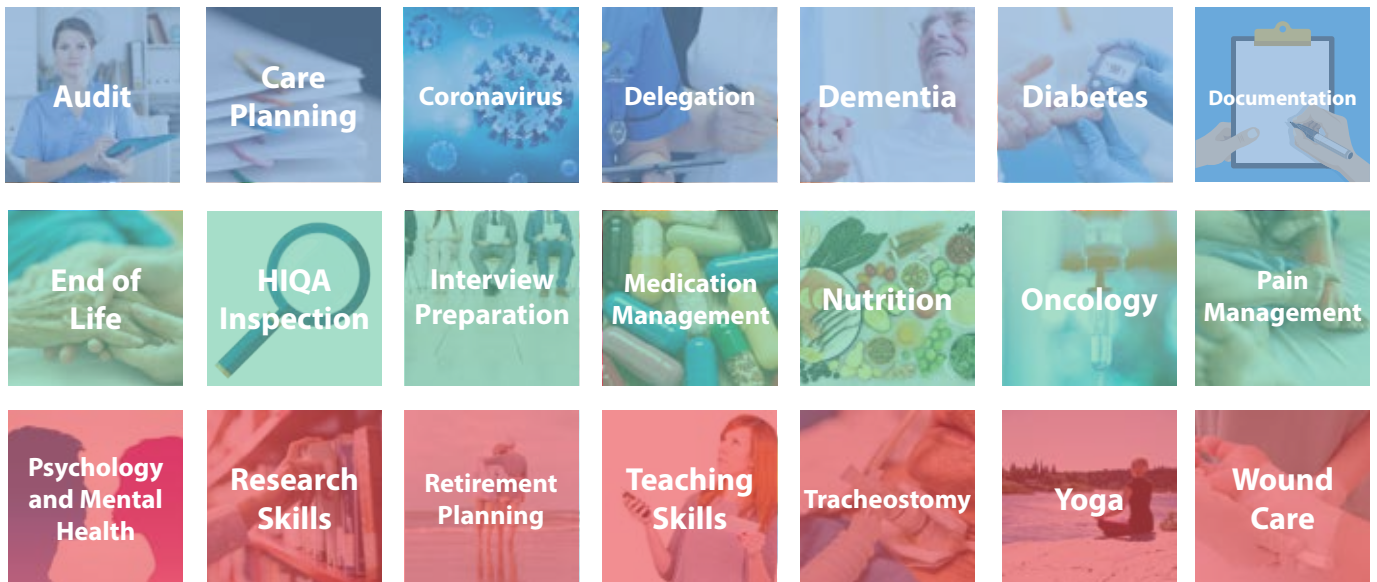 Audit
Care
Planning
Coronavirus
Delegation
Dementia
Diabetes
Documentation
End of
Life
HIQA
Inspection
Interview
Preparation
Medication
Management
Nutrition
Oncology
Pain
Management
Psychology
and Mental
Health
Research
Skills
Retirement
Planning
Teaching
Skills
Tracheostomy
Yoga
Wound
Care